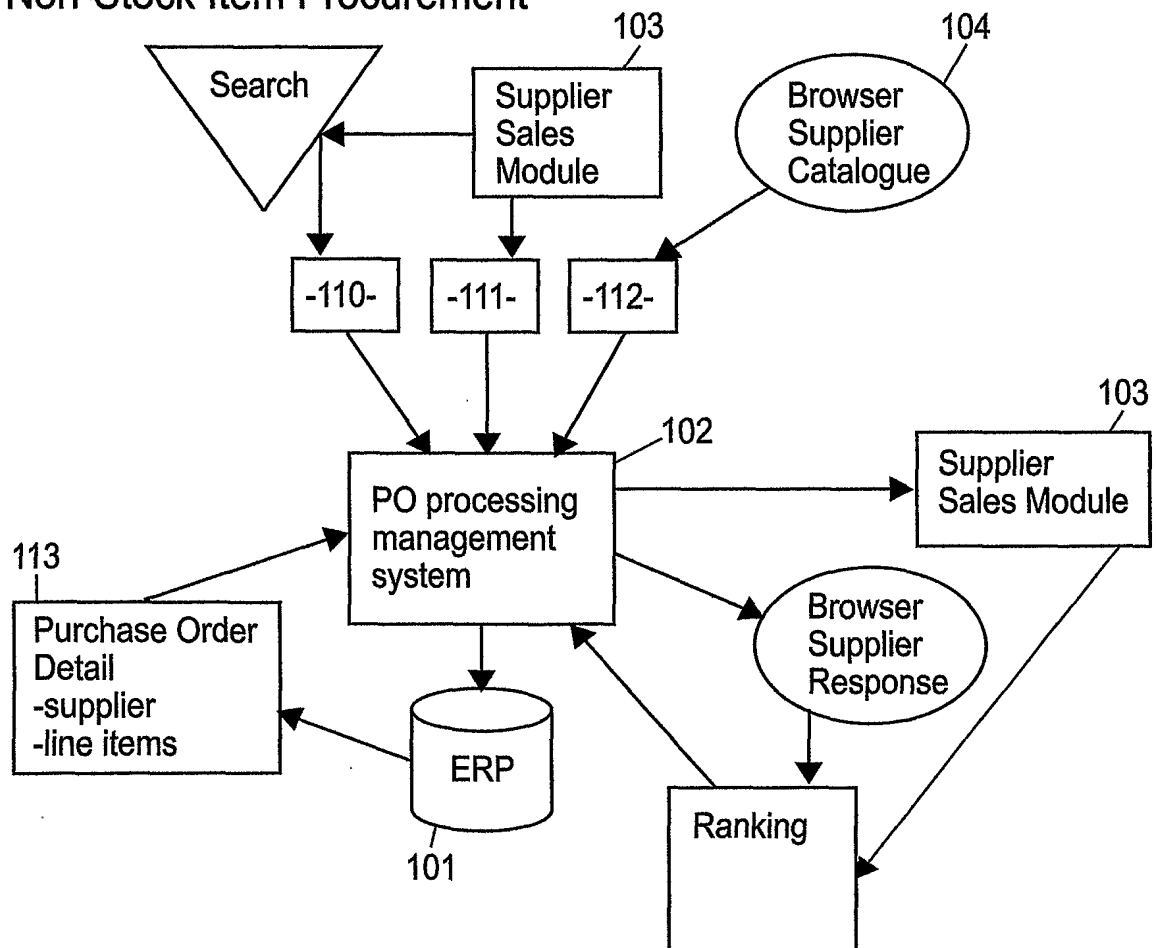 Non-Stock Item Procurement
103
104
Search
Supplier
Sales
Module
Browser
Supplier
Catalogue
-110-
-111-
-112-
102
103
PO processing
management
system
Supplier
Sales Module
113
Purchase Order
Detail
-supplier
-line items
Browser
Supplier
Response
ERP
Ranking
101